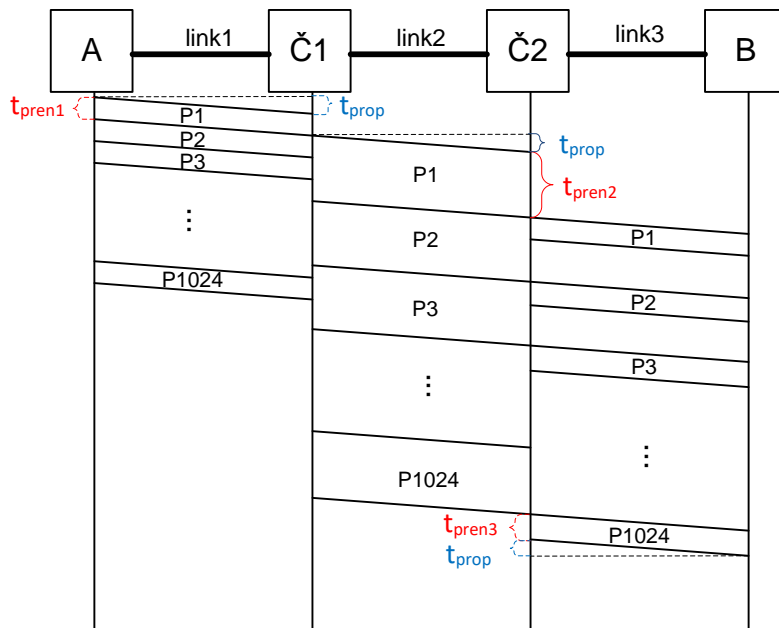 A
link1
Č1
link2
Č2
link3
B
tpren1
P1
tprop
P2
P3
⋮
P1024
tprop
P1
tpren2
P2
P3
⋮
P1024
P1
P2
P3
⋮
tpren3
P1024
tprop